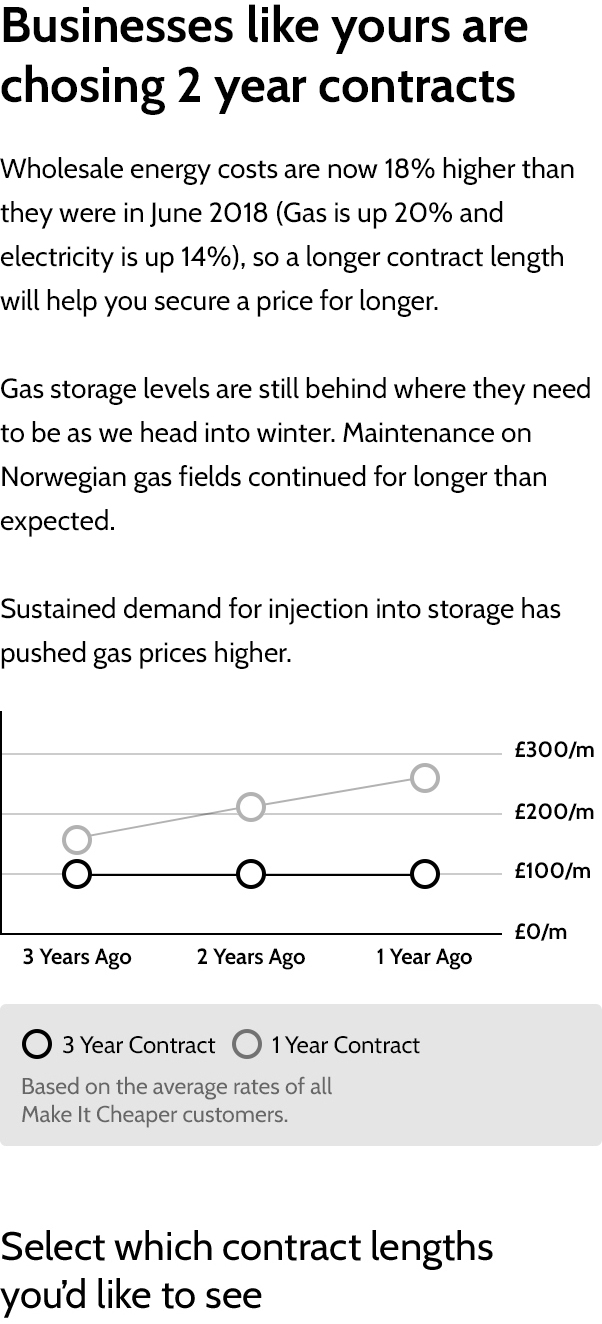 Businesses like yours are
chosing 2 year contracts
Wholesale energy costs are now 18% higher than
they were in June 2018 (Gas is up 20% and
electricity is up 14%), so a longer contract length
will help you secure a price for longer.
Gas storage levels are still behind where they need
to be as we head into winter. Maintenance on
Norwegian gas fields continued for longer than
expected.
Sustained demand for injection into storage has
pushed gas prices higher.
£300/m
£200/m
£100/m
£0/m
3 Years Ago 2 Years Ago 1 Year Ago
3 Year Contract 1 Year Contract
Based on the average rates of all
Make It Cheaper customers.
Select which contract lengths
you'd like to see